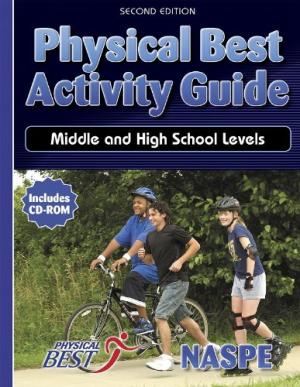 SECOND EDITION
Physical Best
Activity Guide
Middle and High School Levels
Includes
CD-ROM
PHYSICAL
BEST
NASPE